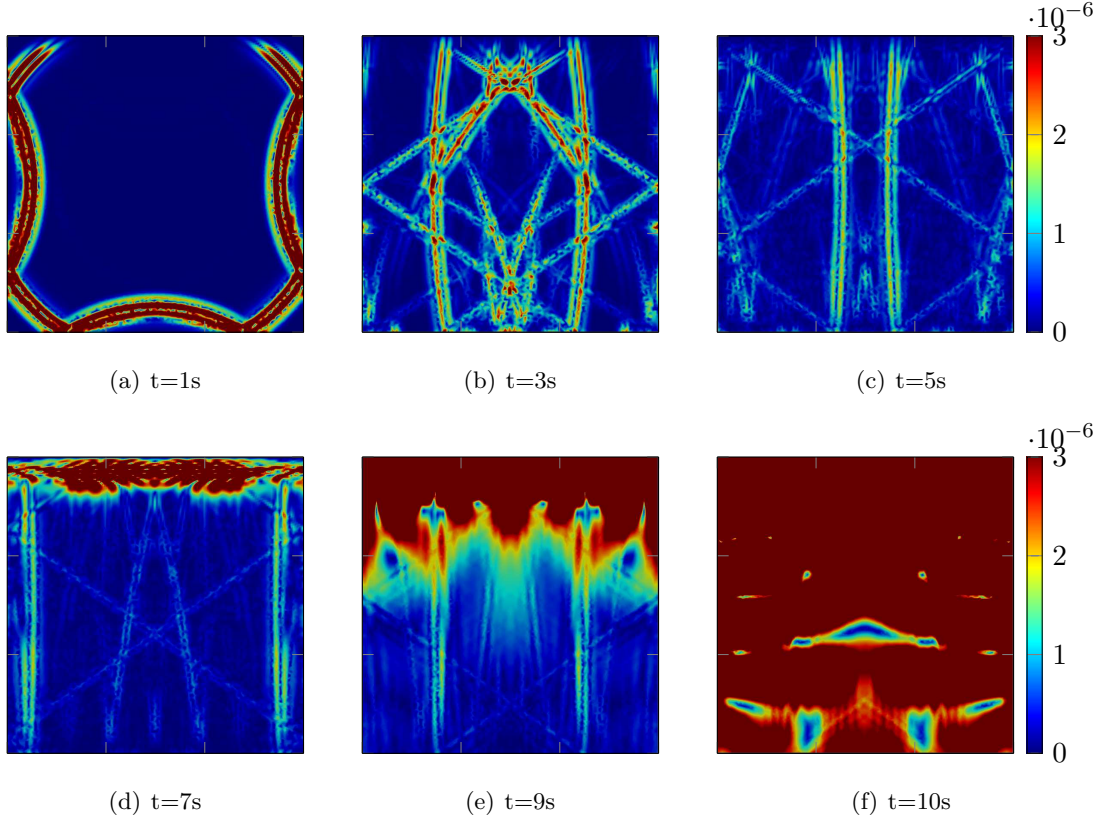 ·10⁻⁶
3
2
1
0
(a) t=1s
(b) t=3s
(c) t=5s
·10⁻⁶
3
2
1
0
(d) t=7s
(e) t=9s
(f) t=10s